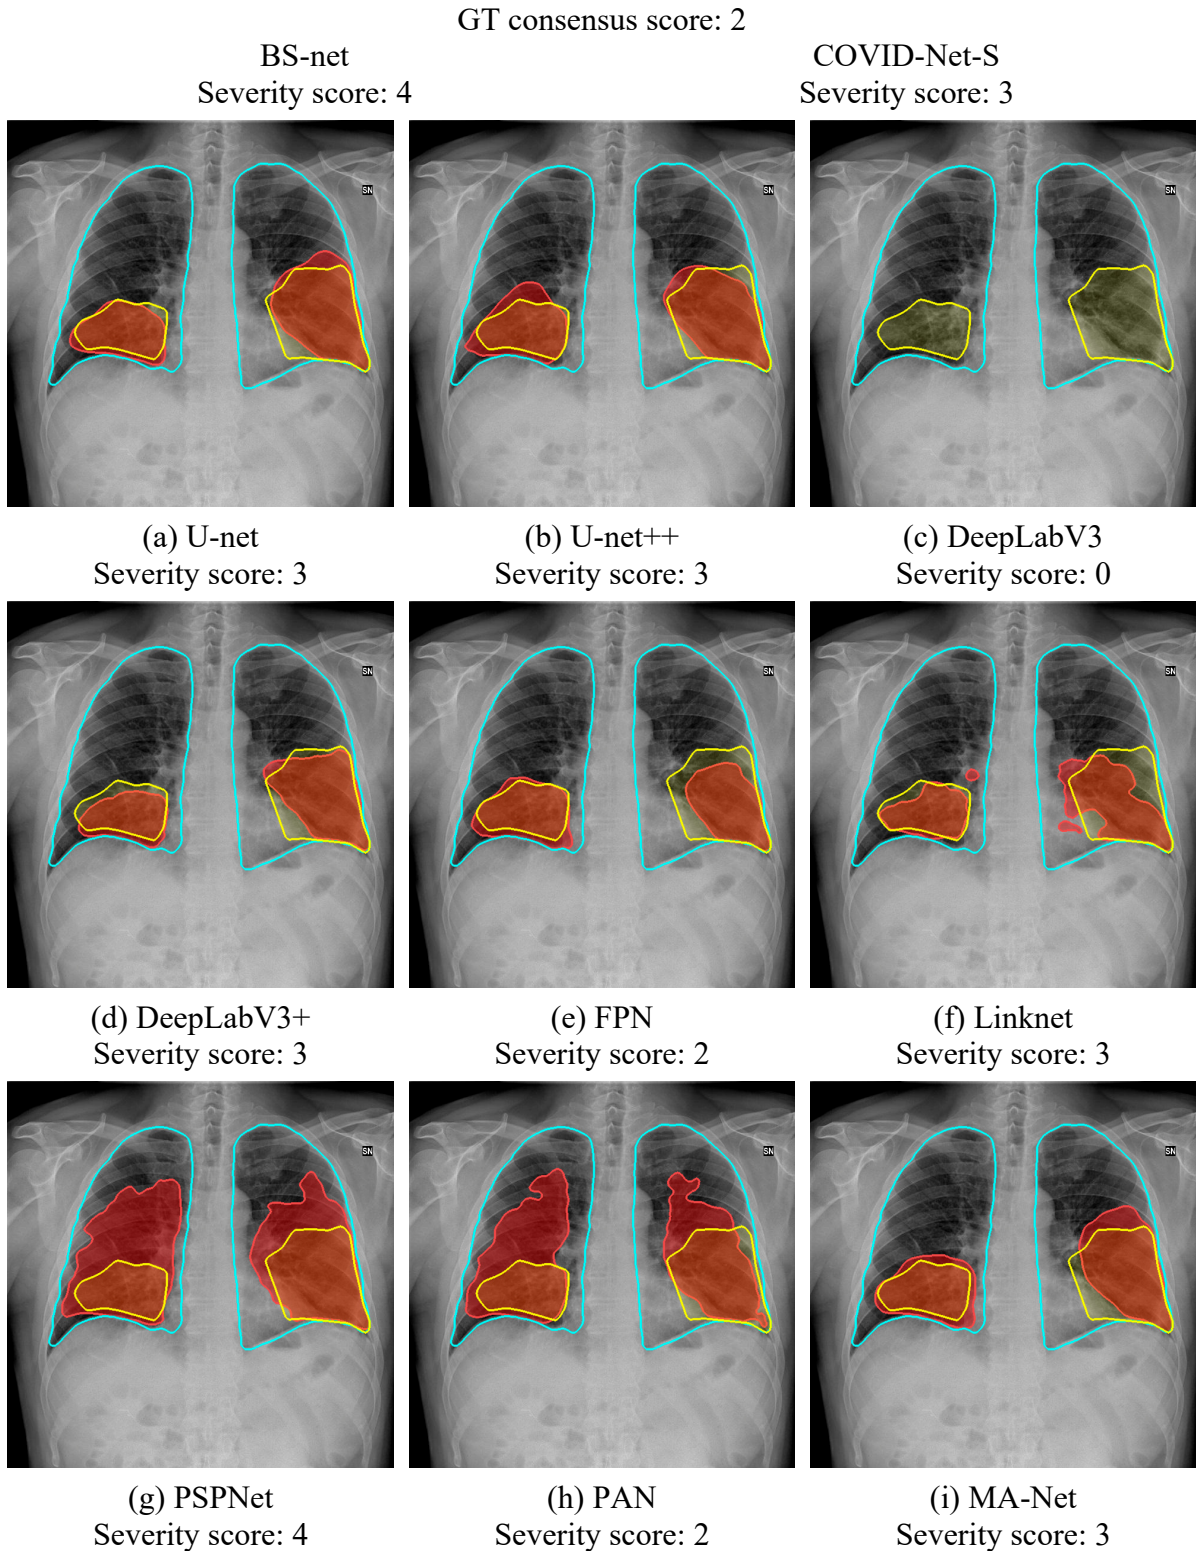 GT consensus score: 2
BS-net COVID-Net-S
Severity score: 4 Severity score: 3
SN SN SN
(a) U-net (b) U-net++ (c) DeepLabV3
Severity score: 3 Severity score: 3 Severity score: 0
SN SN SN
(d) DeepLabV3+ (e) FPN (f) Linknet
Severity score: 3 Severity score: 2 Severity score: 3
SN SN SN
(g) PSPNet (h) PAN (i) MA-Net
Severity score: 4 Severity score: 2 Severity score: 3